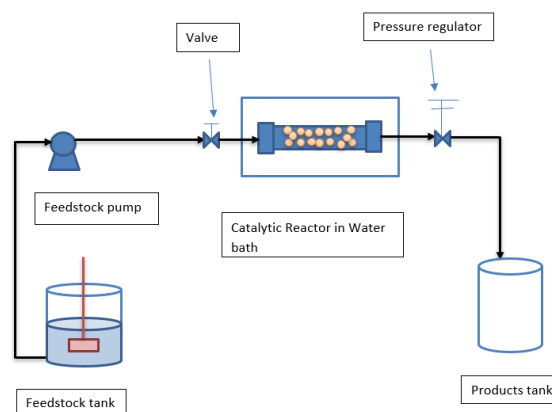 Pressure regulator
Valve
Feedstock pump
Catalytic Reactor in Water
bath
Feedstock tank
Products tank